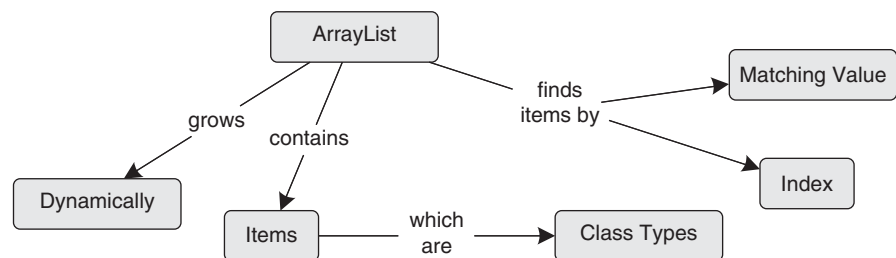 ArrayList
Matching Value
finds
items by
grows
contains
Index
Dynamically
Items
which
are
Class Types